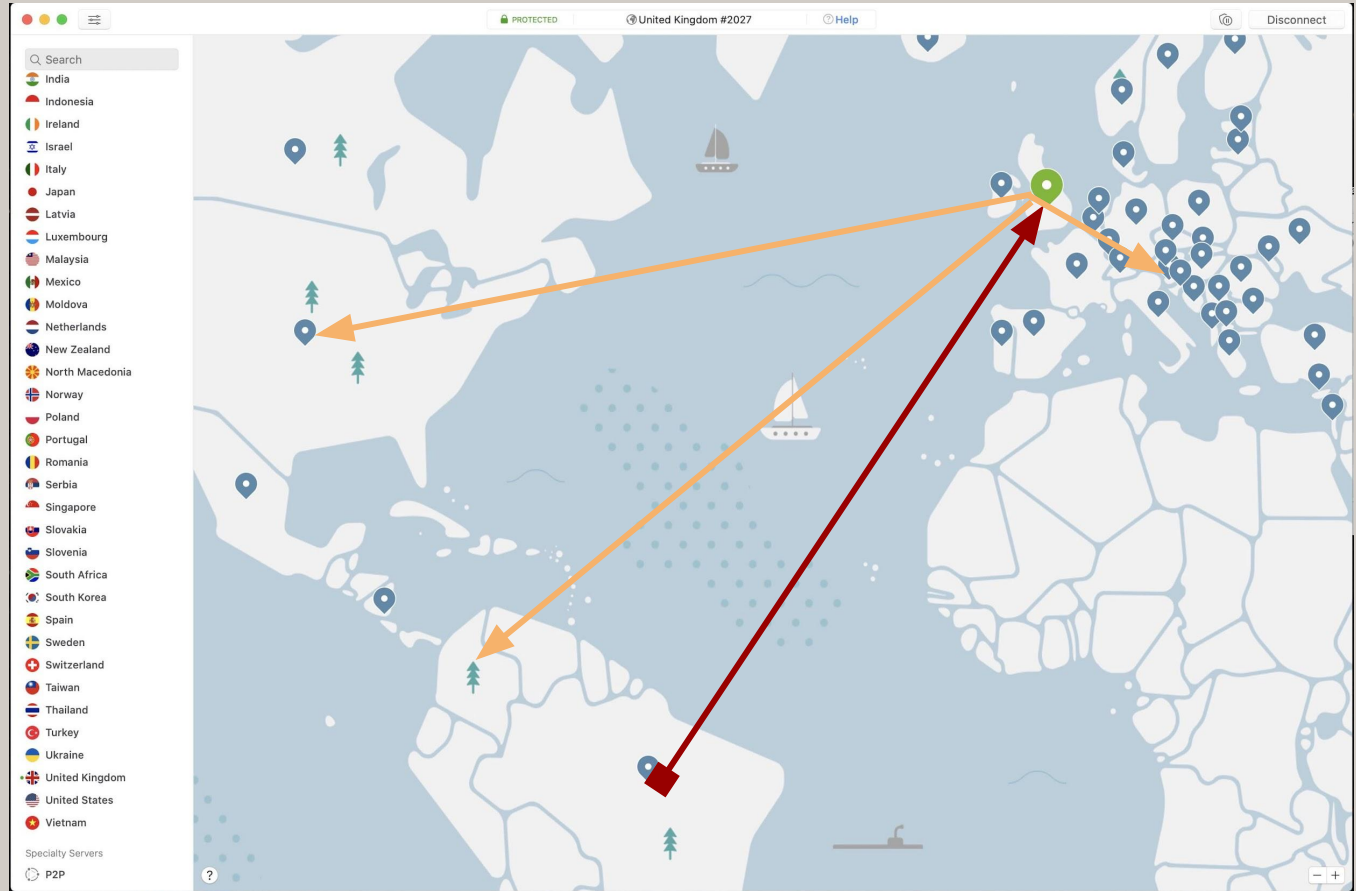 PROTECTED
United Kingdom #2027
? Help
Disconnect
Search
India
Indonesia
Ireland
Israel
Italy
Japan
Latvia
Luxembourg
Malaysia
Mexico
Moldova
Netherlands
New Zealand
North Macedonia
Norway
Poland
Portugal
Romania
Serbia
Singapore
Slovakia
Slovenia
South Africa
South Korea
Spain
Sweden
Switzerland
Taiwan
Thailand
Turkey
Ukraine
United Kingdom
United States
Vietnam
Specialty Servers
P2P
?
− +